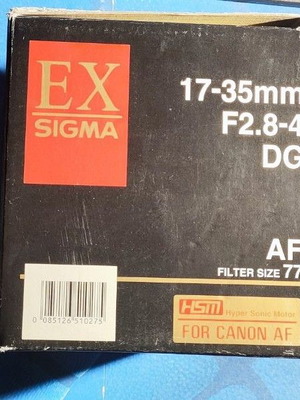 EX
SIGMA
17-35mm
F2.8-4
DG
AF
FILTER SIZE 77
0 085126 510275
HSM Hyper Sonic Motor
FOR CANON AF